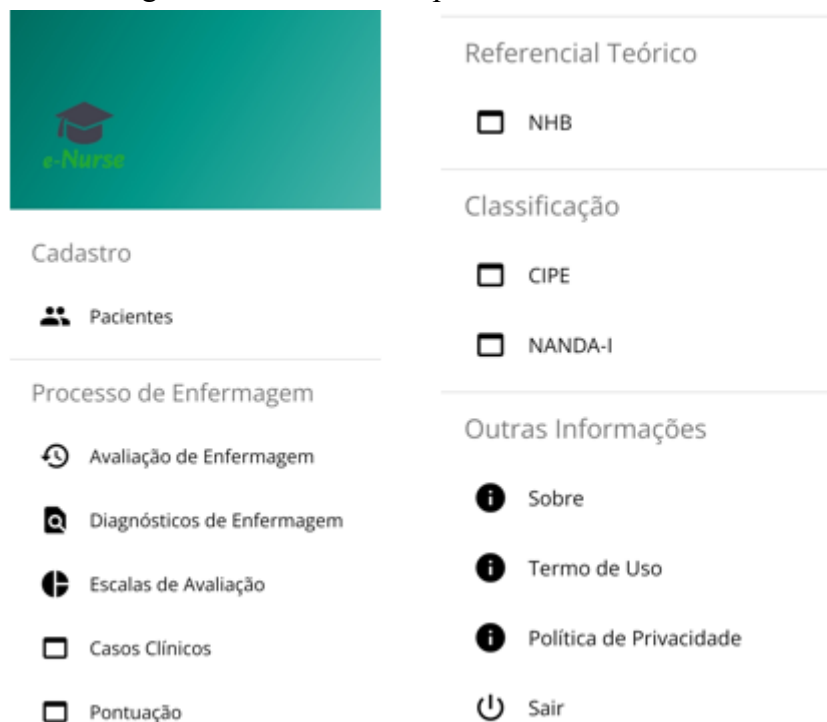 e-Nurse
Cadastro
Pacientes
Processo de Enfermagem
Avaliação de Enfermagem
Diagnósticos de Enfermagem
Escalas de Avaliação
Casos Clínicos
Pontuação
Referencial Teórico
NHB
Classificação
CIPE
NANDA-I
Outras Informações
Sobre
Termo de Uso
Política de Privacidade
Sair